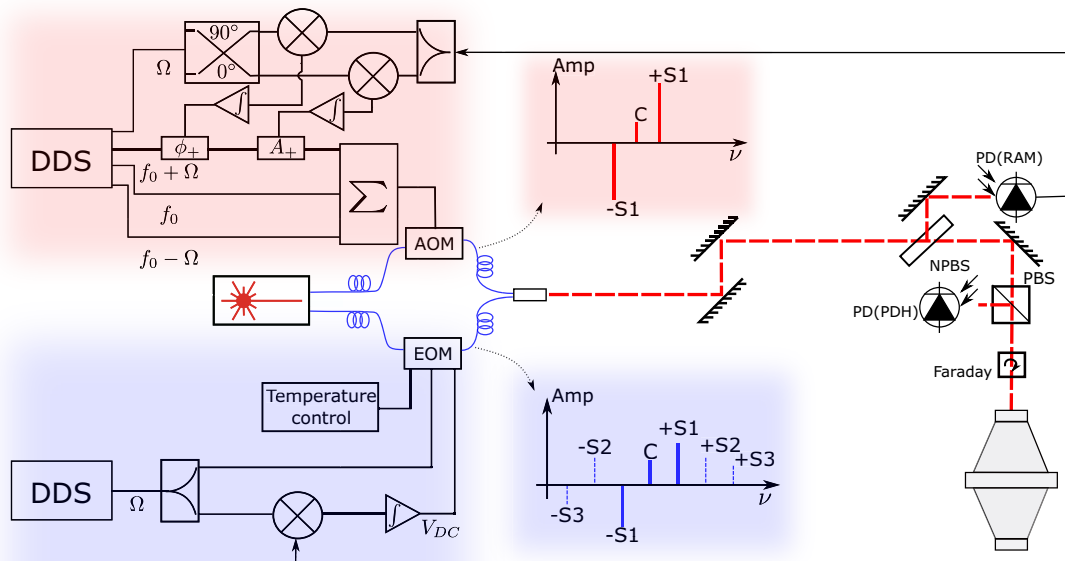 90°
0°
Ω
∫
∫
DDS
ϕ₊
A₊
f₀ + Ω
f₀
f₀ − Ω
Σ
AOM
Amp
+S1
C
ν
-S1
PD(RAM)
NPBS
PBS
PD(PDH)
Faraday
EOM
Temperature
control
DDS
Ω
∫
V_DC
Amp
+S1
-S2
C
+S2
+S3
ν
-S3
-S1